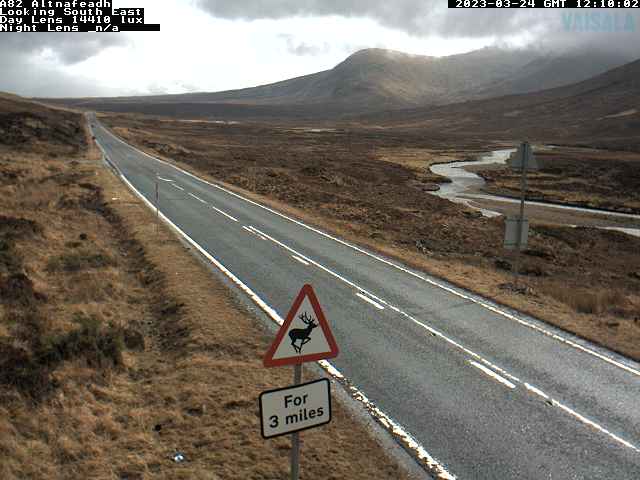 A82 Altnafeadh
2023-03-24 GMT 12:10:02
Looking South East
Day Lens 14410 lux
Night Lens _n/a
VAISALA
For
3 miles